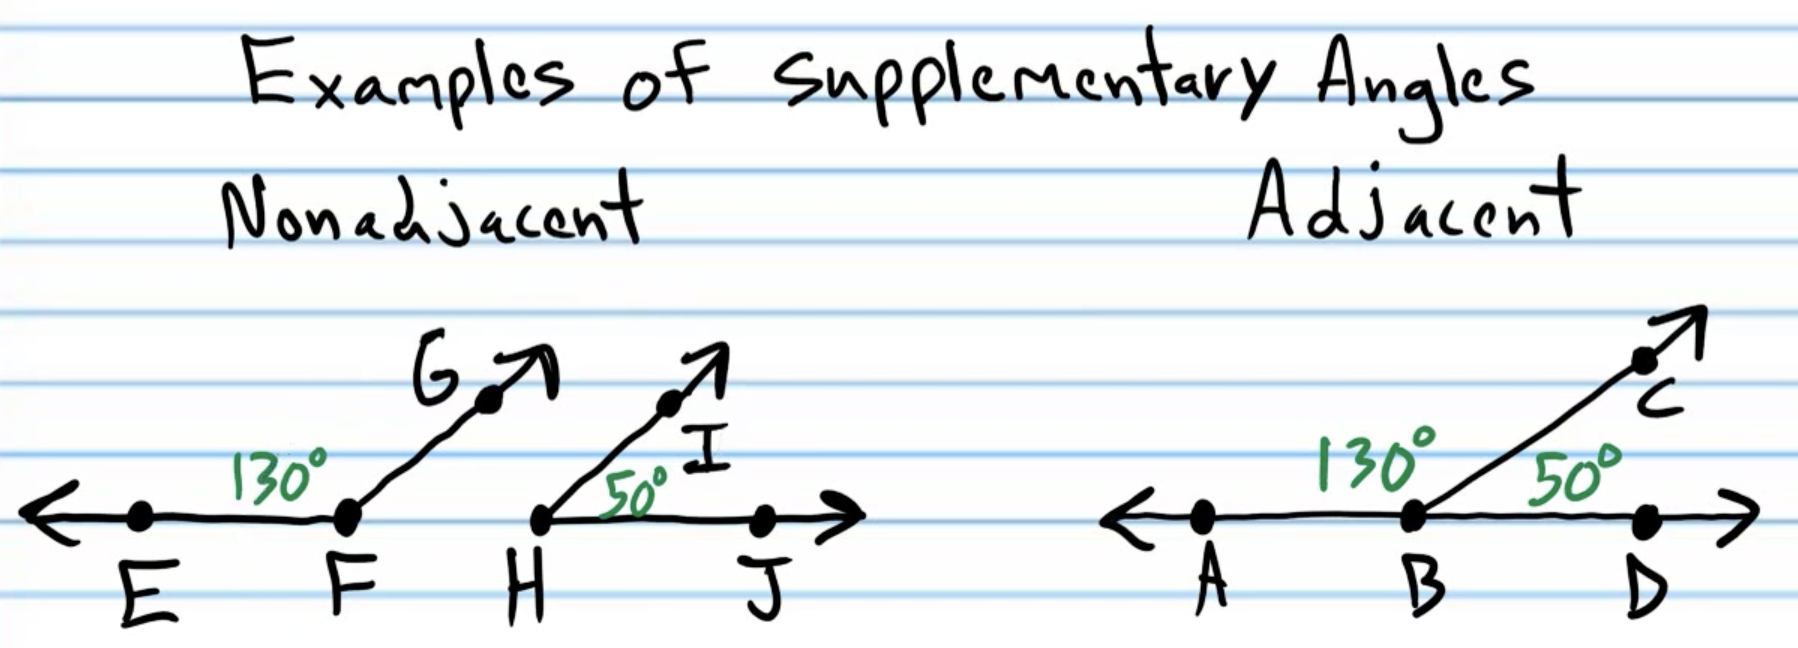 Examples of Supplementary Angles
Nonadjacent Adjacent
G
I
C
130° 50° 130° 50°
E F H J A B D